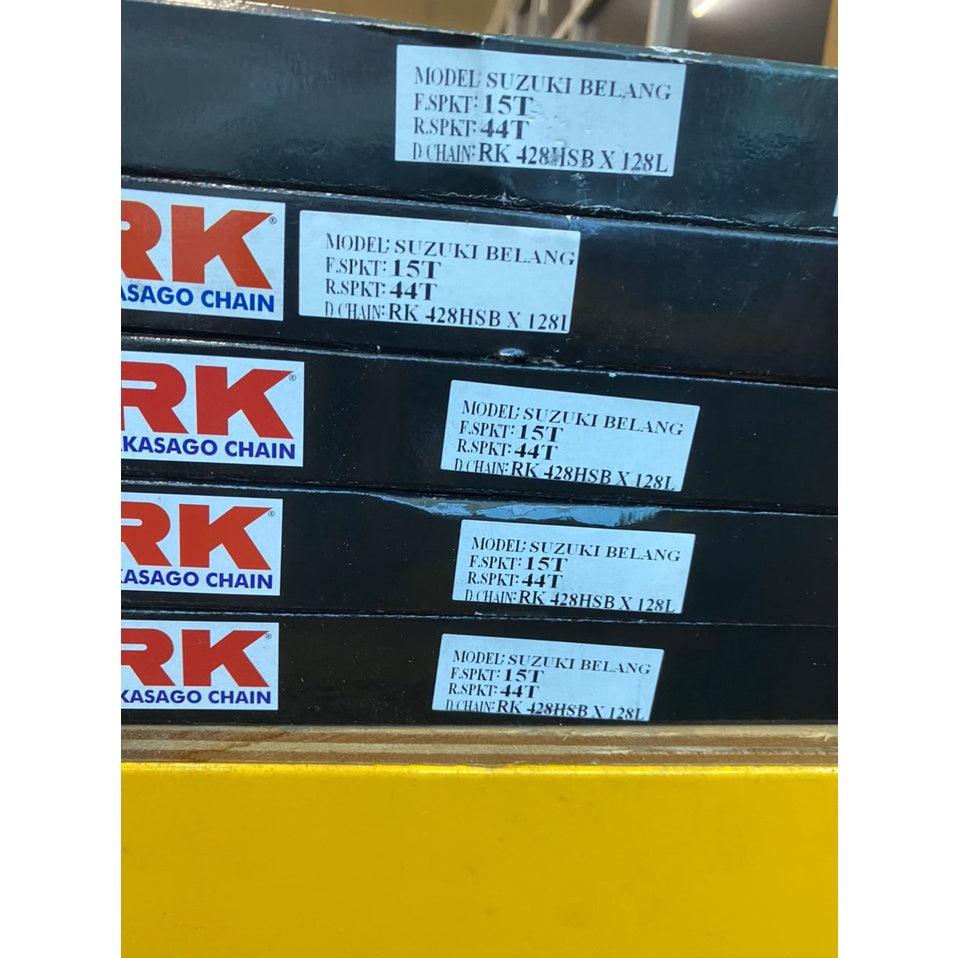 MODEL: SUZUKI BELANG
F.SPKT: 15T
R.SPKT: 44T
D.CHAIN: RK 428HSB X 128L
RK®
ASAGO CHAIN
MODEL: SUZUKI BELANG
F.SPKT: 15T
R.SPKT: 44T
D.CHAIN: RK 428HSB X 128L
RK®
KASAGO CHAIN
MODEL: SUZUKI BELANG
F.SPKT: 15T
R.SPKT: 44T
D.CHAIN: RK 428HSB X 128L
RK®
KASAGO CHAIN
MODEL: SUZUKI BELANG
F.SPKT: 15T
R.SPKT: 44T
D.CHAIN: RK 428HSB X 128L
RK®
KASAGO CHAIN
MODEL: SUZUKI BELANG
F.SPKT: 15T
R.SPKT: 44T
D.CHAIN: RK 428HSB X 128L